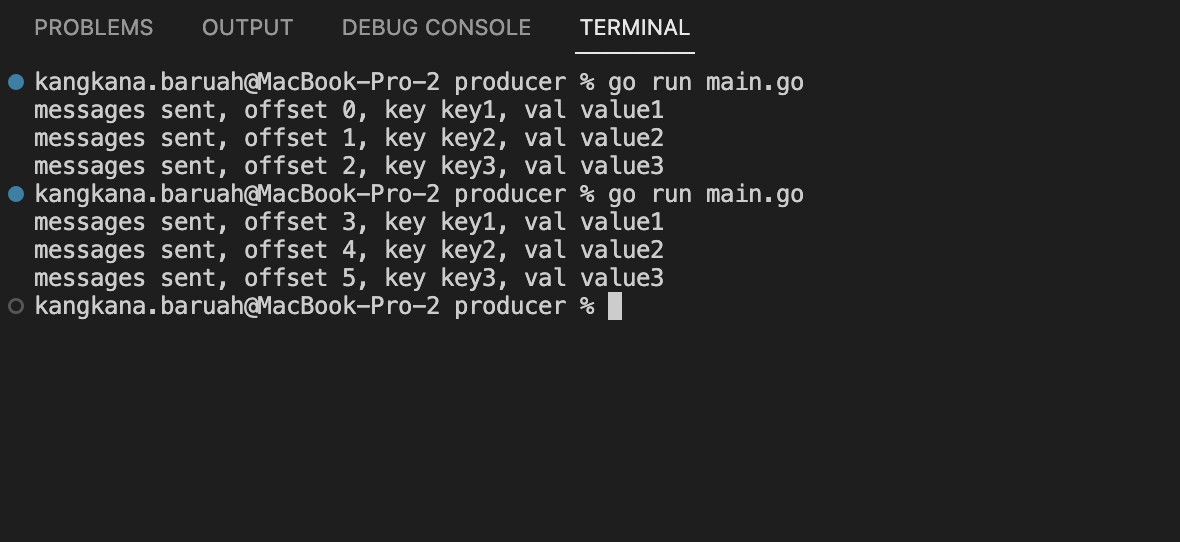 PROBLEMS OUTPUT DEBUG CONSOLE TERMINAL
kangkana.baruah@MacBook-Pro-2 producer % go run main.go
messages sent, offset 0, key key1, val value1
messages sent, offset 1, key key2, val value2
messages sent, offset 2, key key3, val value3
kangkana.baruah@MacBook-Pro-2 producer % go run main.go
messages sent, offset 3, key key1, val value1
messages sent, offset 4, key key2, val value2
messages sent, offset 5, key key3, val value3
kangkana.baruah@MacBook-Pro-2 producer %